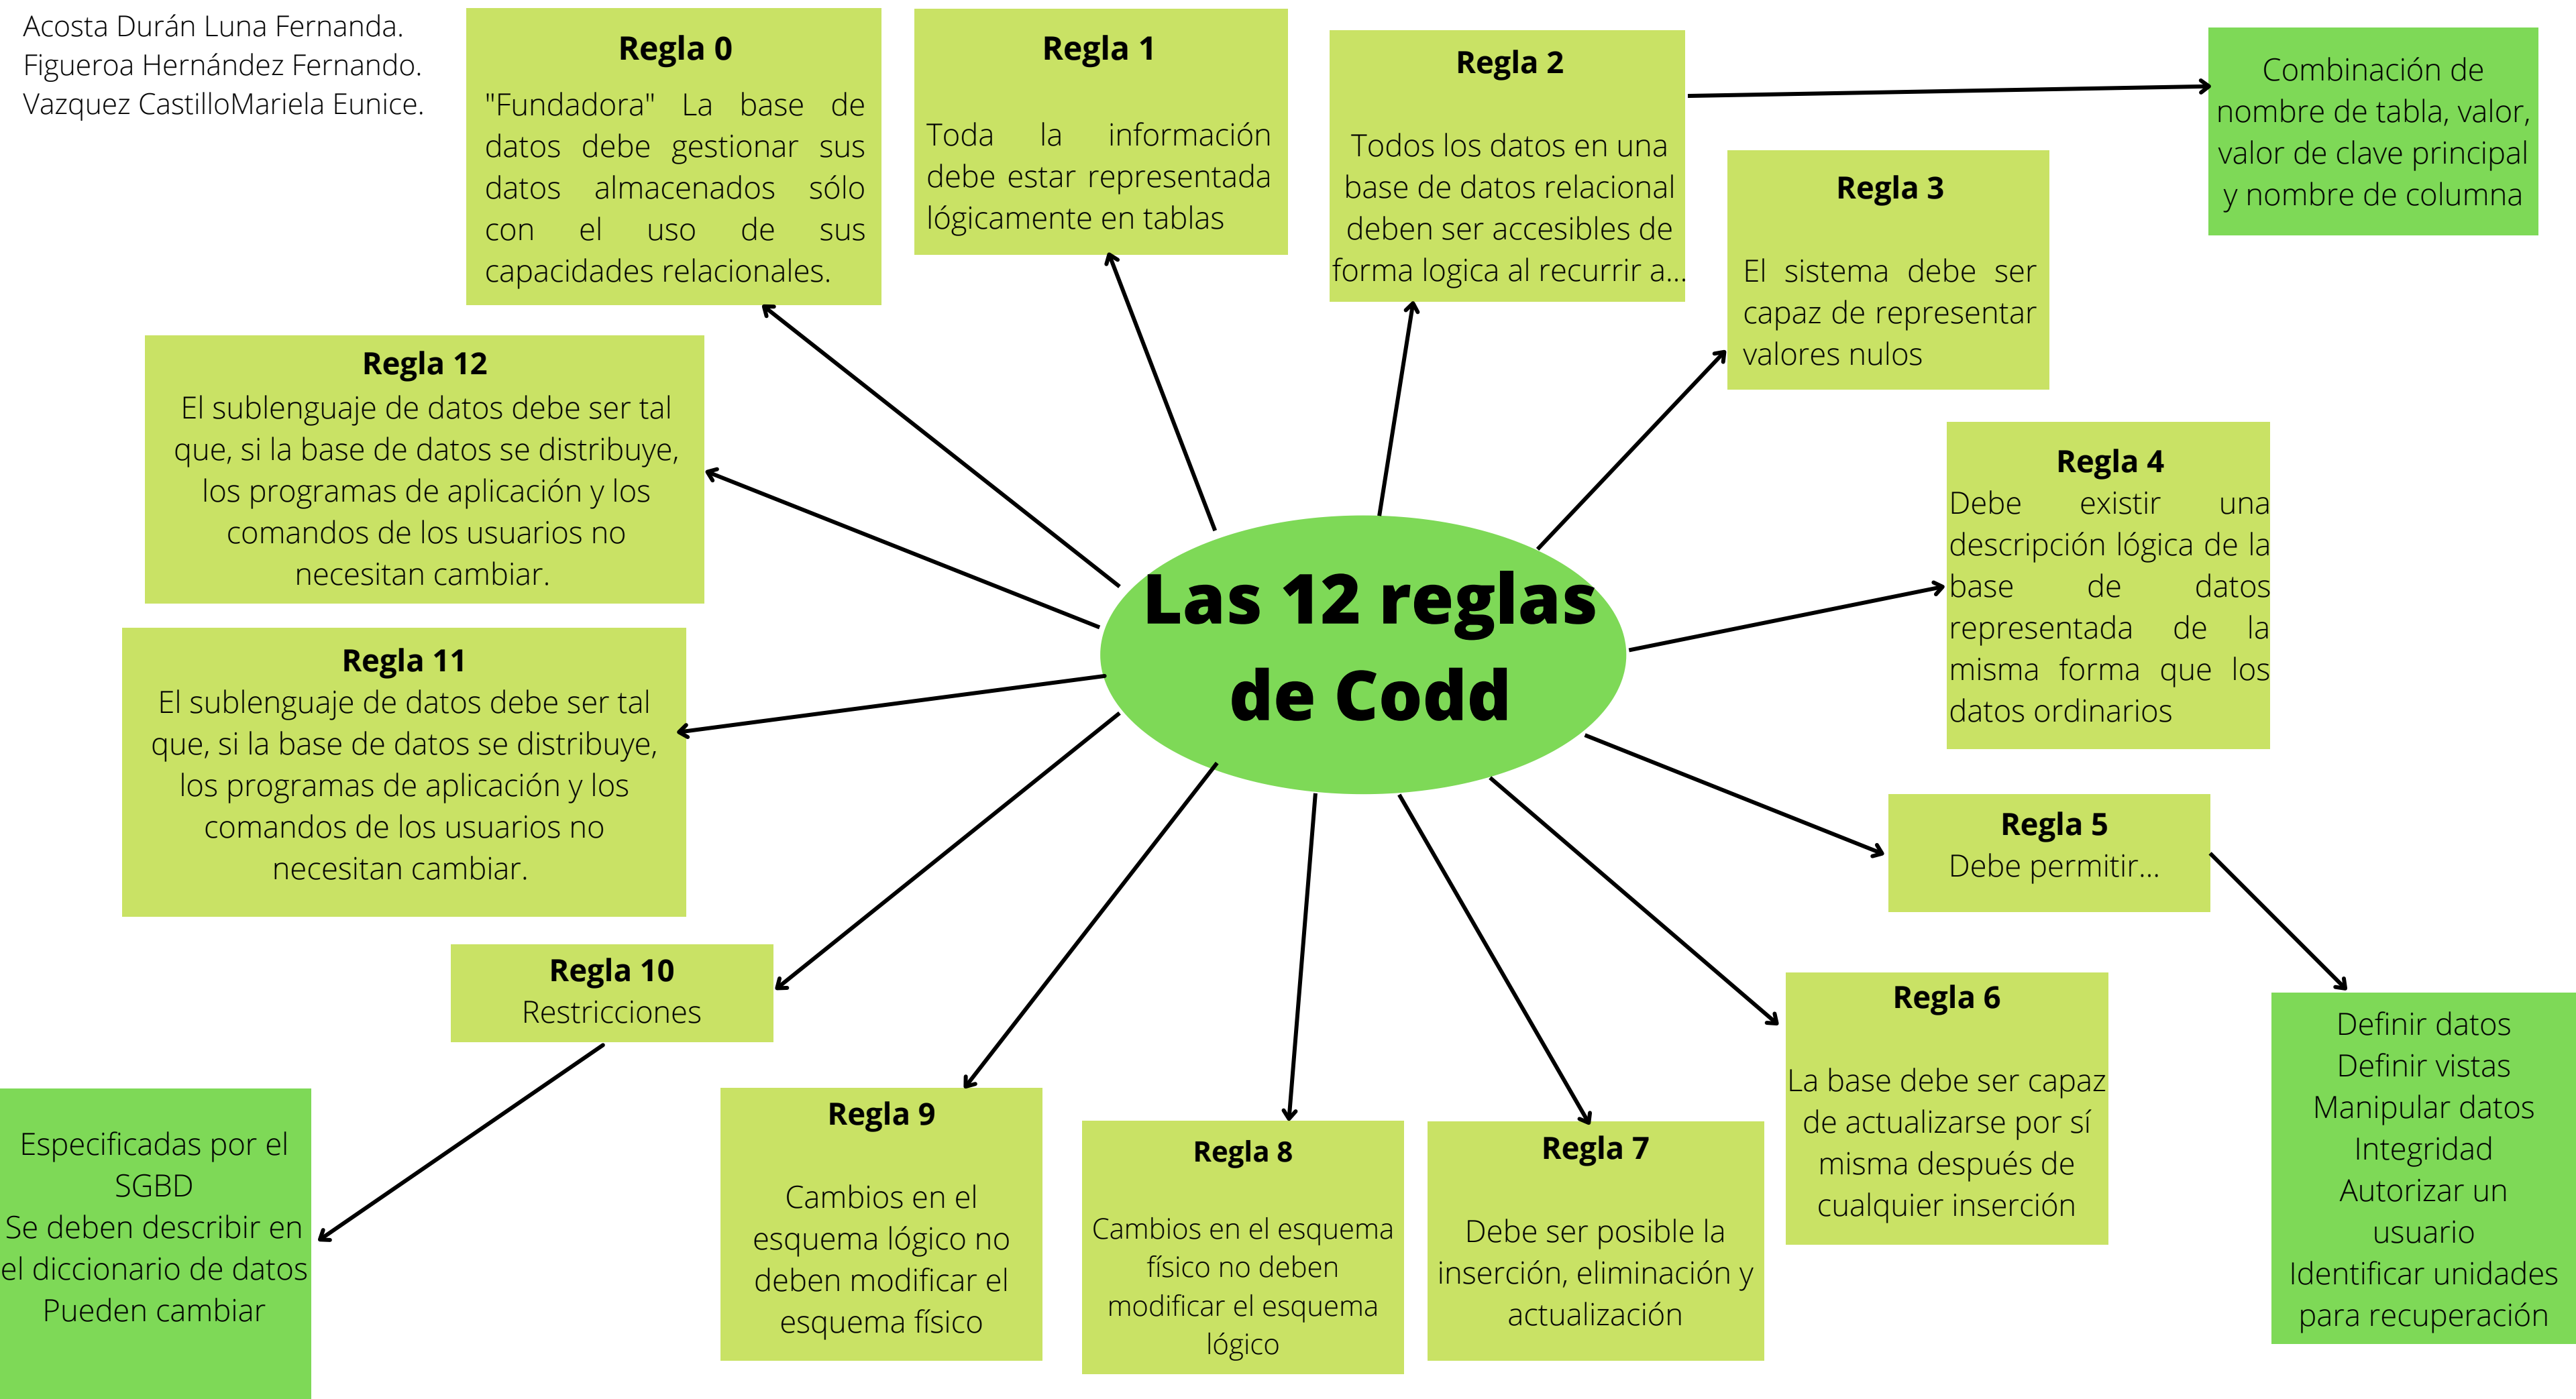 Acosta Durán Luna Fernanda.
Figueroa Hernández Fernando.
Vazquez CastilloMariela Eunice.
Regla 0
"Fundadora" La base de
datos debe gestionar sus
datos almacenados sólo
con el uso de sus
capacidades relacionales.
Regla 1
Toda la información
debe estar representada
lógicamente en tablas
Regla 2
Todos los datos en una
base de datos relacional
deben ser accesibles de
forma logica al recurrir a...
Combinación de
nombre de tabla, valor,
valor de clave principal
y nombre de columna
Regla 3
El sistema debe ser
capaz de representar
valores nulos
Regla 4
Debe existir una
descripción lógica de la
base de datos
representada de la
misma forma que los
datos ordinarios
Las 12 reglas
de Codd
Regla 5
Debe permitir...
Definir datos
Definir vistas
Manipular datos
Integridad
Autorizar un
usuario
Identificar unidades
para recuperación
Regla 6
La base debe ser capaz
de actualizarse por sí
misma después de
cualquier inserción
Regla 7
Debe ser posible la
inserción, eliminación y
actualización
Regla 8
Cambios en el esquema
físico no deben
modificar el esquema
lógico
Regla 9
Cambios en el
esquema lógico no
deben modificar el
esquema físico
Regla 10
Restricciones
Especificadas por el
SGBD
Se deben describir en
el diccionario de datos
Pueden cambiar
Regla 11
El sublenguaje de datos debe ser tal
que, si la base de datos se distribuye,
los programas de aplicación y los
comandos de los usuarios no
necesitan cambiar.
Regla 12
El sublenguaje de datos debe ser tal
que, si la base de datos se distribuye,
los programas de aplicación y los
comandos de los usuarios no
necesitan cambiar.